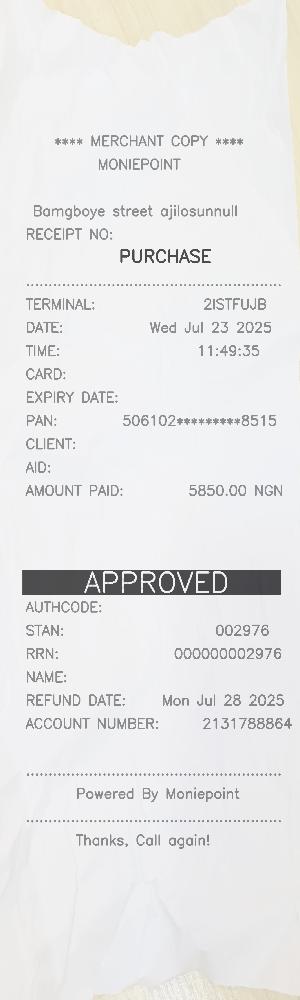 **** MERCHANT COPY ****
MONIEPOINT
Bamgboye street ajilosunnull
RECEIPT NO:
PURCHASE
TERMINAL: 2ISTFUJB
DATE: Wed Jul 23 2025
TIME: 11:49:35
CARD:
EXPIRY DATE:
PAN: 506102*********8515
CLIENT:
AID:
AMOUNT PAID: 5850.00 NGN
APPROVED
AUTHCODE:
STAN: 002976
RRN: 000000002976
NAME:
REFUND DATE: Mon Jul 28 2025
ACCOUNT NUMBER: 2131788864
Powered By Moniepoint
Thanks, Call again!